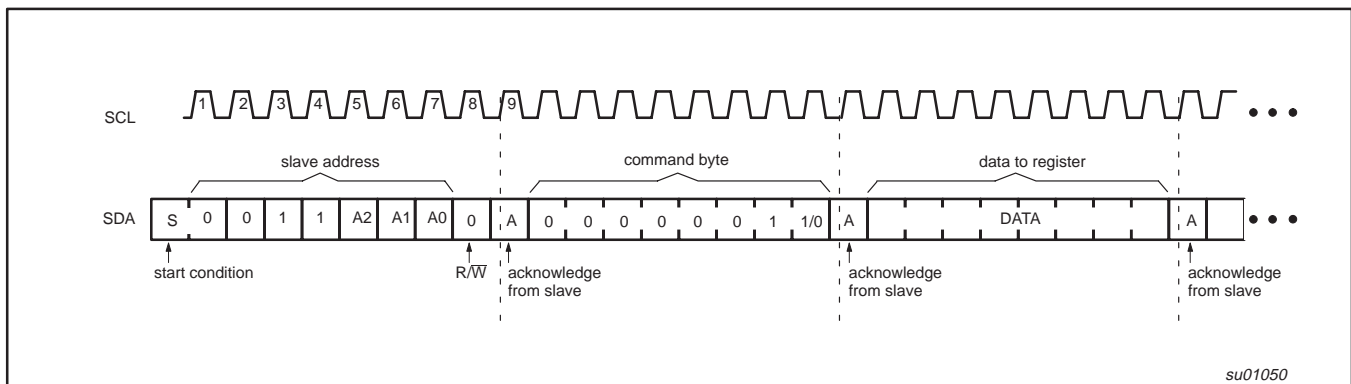 SCL 1 2 3 4 5 6 7 8 9
slave address command byte data to register
SDA S 0 0 1 1 A2 A1 A0 0 A 0 0 0 0 0 0 1 1/0 A DATA A
start condition R/W̅ acknowledge from slave acknowledge from slave acknowledge from slave
su01050